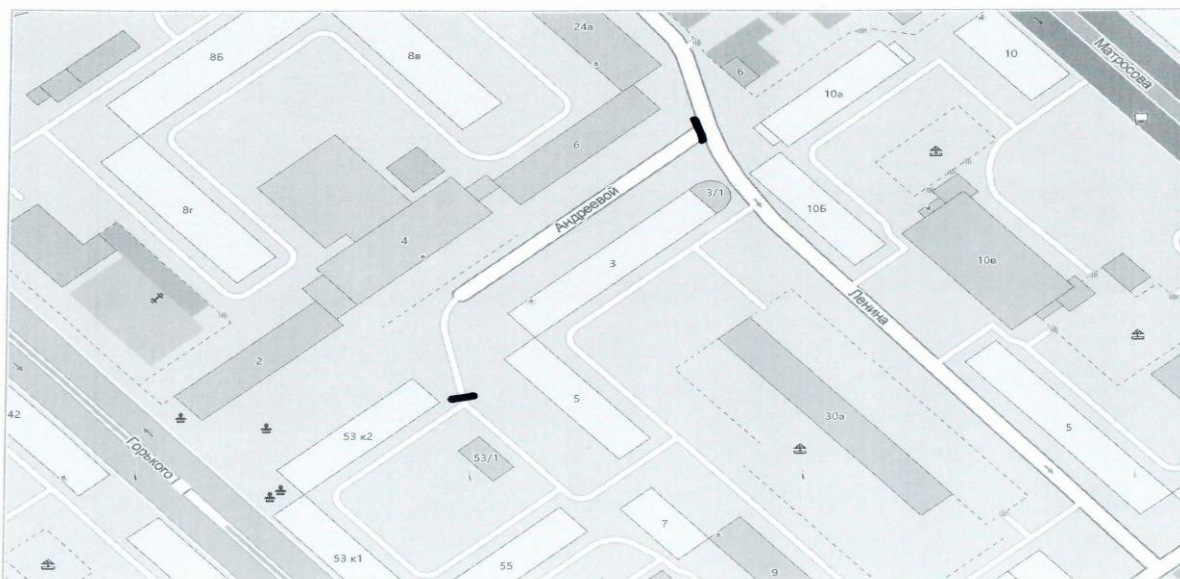 8Б
8в
24а
6
10
Матросова
10а
6
8г
Андреевой
3/1
10Б
4
3
10в
Ленина
2
5
30а
5
42
53 к2
53/1
Горького
7
53 к1
55
9